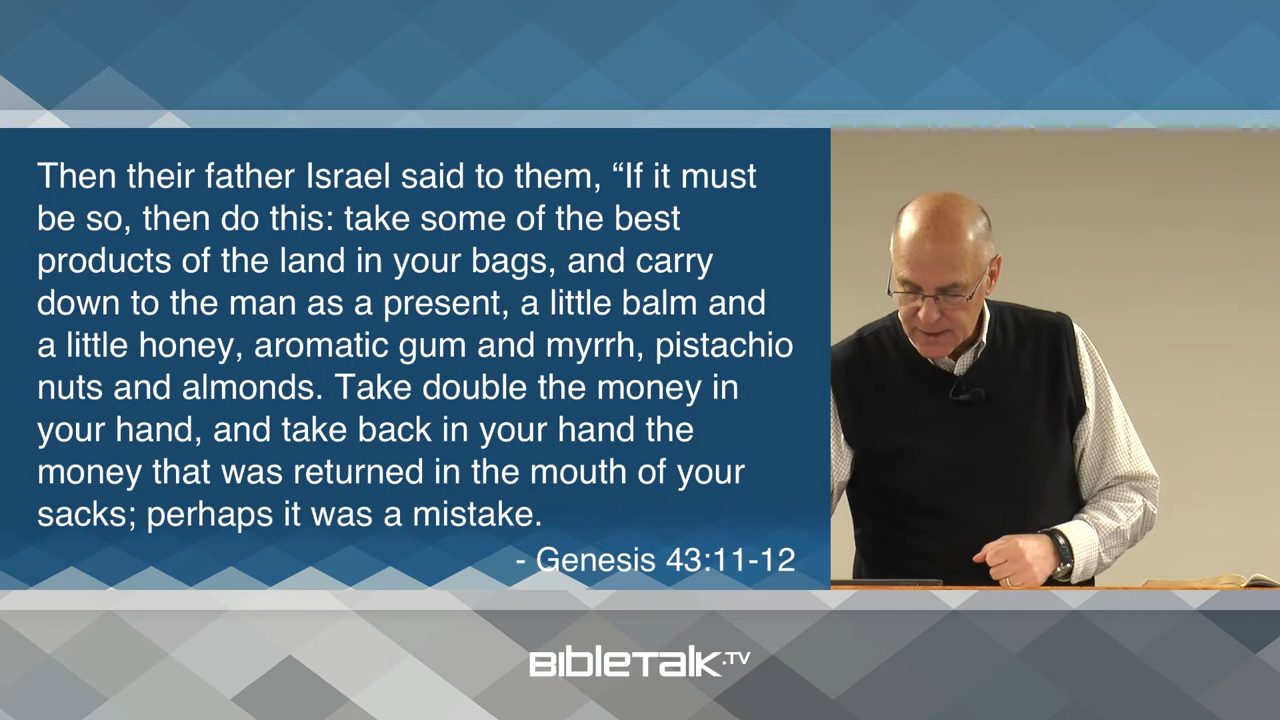 Then their father Israel said to them, “If it must
be so, then do this: take some of the best
products of the land in your bags, and carry
down to the man as a present, a little balm and
a little honey, aromatic gum and myrrh, pistachio
nuts and almonds. Take double the money in
your hand, and take back in your hand the
money that was returned in the mouth of your
sacks; perhaps it was a mistake.
- Genesis 43:11-12
BIBLETALK.TV